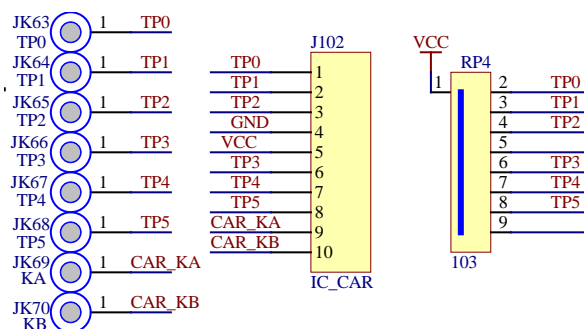 JK63 1 TP0
TP0
JK64 1 TP1
TP1
JK65 1 TP2
TP2
JK66 1 TP3
TP3
JK67 1 TP4
TP4
JK68 1 TP5
TP5
JK69 1 CAR_KA
KA
JK70 1 CAR_KB
KB
J102
TP0 1
TP1 2
TP2 3
GND 4
VCC 5
TP3 6
TP4 7
TP5 8
CAR_KA 9
CAR_KB 10
IC_CAR
VCC RP4
1 2 TP0
3 TP1
4 TP2
5
6 TP3
7 TP4
8 TP5
9
103